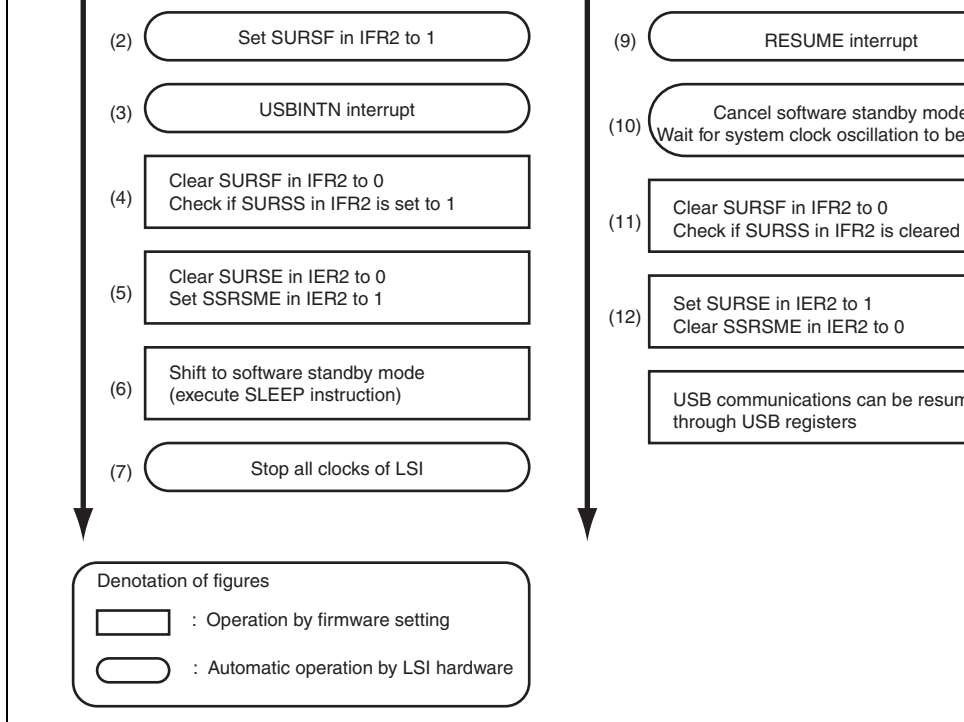 (2)
Set SURSF in IFR2 to 1
(3)
USBINTN interrupt
(4)
Clear SURSF in IFR2 to 0
Check if SURSS in IFR2 is set to 1
(5)
Clear SURSE in IER2 to 0
Set SSRSME in IER2 to 1
(6)
Shift to software standby mode
(execute SLEEP instruction)
(7)
Stop all clocks of LSI
(9)
RESUME interrupt
(10)
Cancel software standby mode
Wait for system clock oscillation to be
(11)
Clear SURSF in IFR2 to 0
Check if SURSS in IFR2 is cleared
(12)
Set SURSE in IER2 to 1
Clear SSRSME in IER2 to 0
USB communications can be
through USB registers
Denotation of figures
: Operation by firmware setting
: Automatic operation by LSI hardware